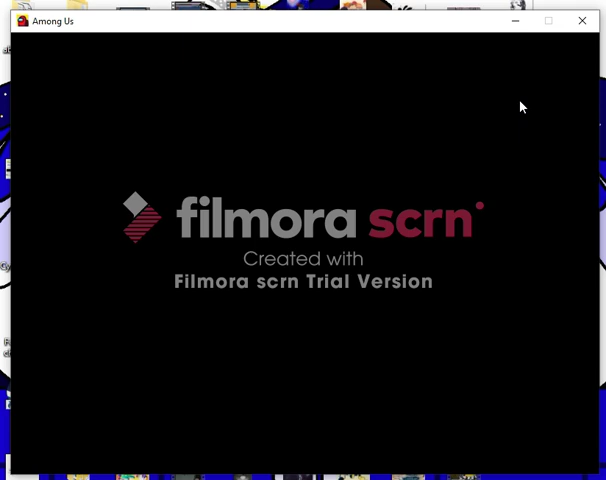 Among Us
filmora scrn
Created with
Filmora scrn Trial Version